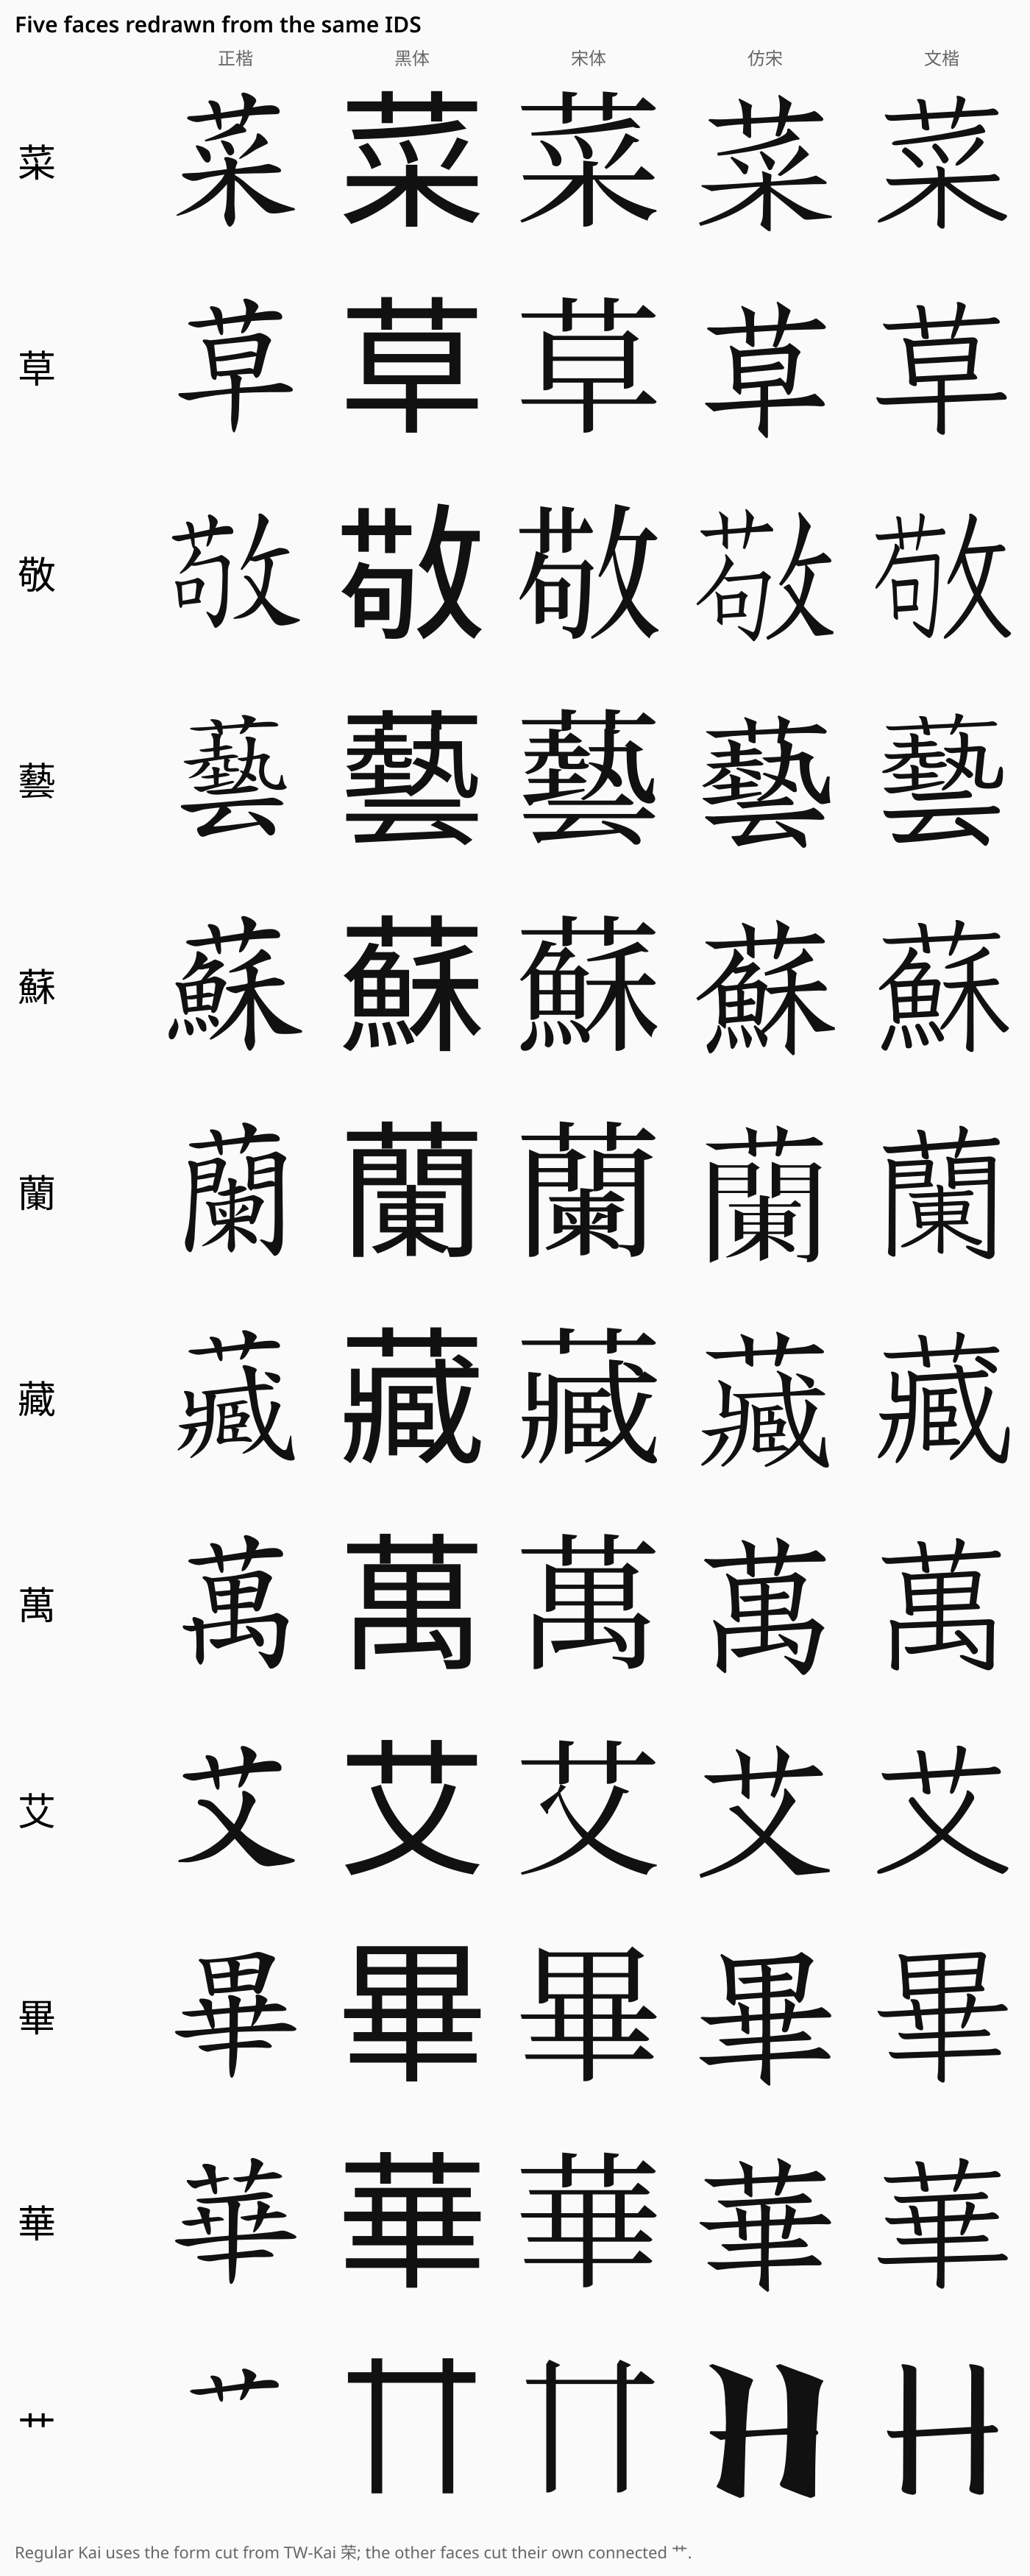 Five faces redrawn from the same IDS
正楷 黑体 宋体 仿宋 文楷
菜 菜 菜 菜 菜 菜
草 草 草 草 草 草
敬 敬 敬 敬 敬 敬
藝 藝 藝 藝 藝 藝
蘇 蘇 蘇 蘇 蘇 蘇
蘭 蘭 蘭 蘭 蘭 蘭
藏 藏 藏 藏 藏 藏
萬 萬 萬 萬 萬 萬
艾 艾 艾 艾 艾 艾
畢 畢 畢 畢 畢 畢
華 華 華 華 華 華
艹 艹 艹 艹 艹 艹
Regular Kai uses the form cut from TW-Kai 荣; the other faces cut their own connected 艹.